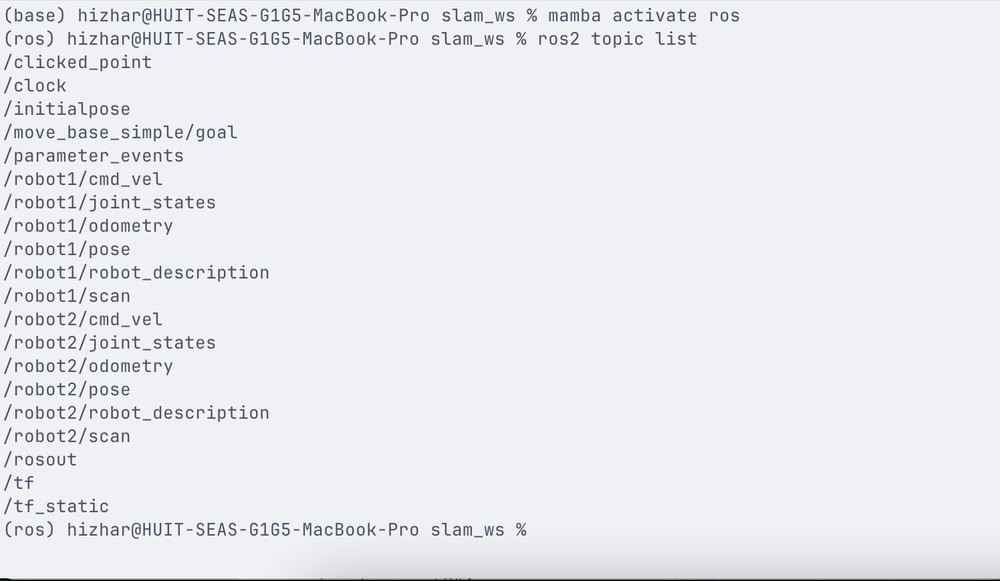 (base) hizhar@HUIT-SEAS-G1G5-MacBook-Pro slam_ws % mamba activate ros
(ros) hizhar@HUIT-SEAS-G1G5-MacBook-Pro slam_ws % ros2 topic list
/clicked_point
/clock
/initialpose
/move_base_simple/goal
/parameter_events
/robot1/cmd_vel
/robot1/joint_states
/robot1/odometry
/robot1/pose
/robot1/robot_description
/robot1/scan
/robot2/cmd_vel
/robot2/joint_states
/robot2/odometry
/robot2/pose
/robot2/robot_description
/robot2/scan
/rosout
/tf
/tf_static
(ros) hizhar@HUIT-SEAS-G1G5-MacBook-Pro slam_ws %